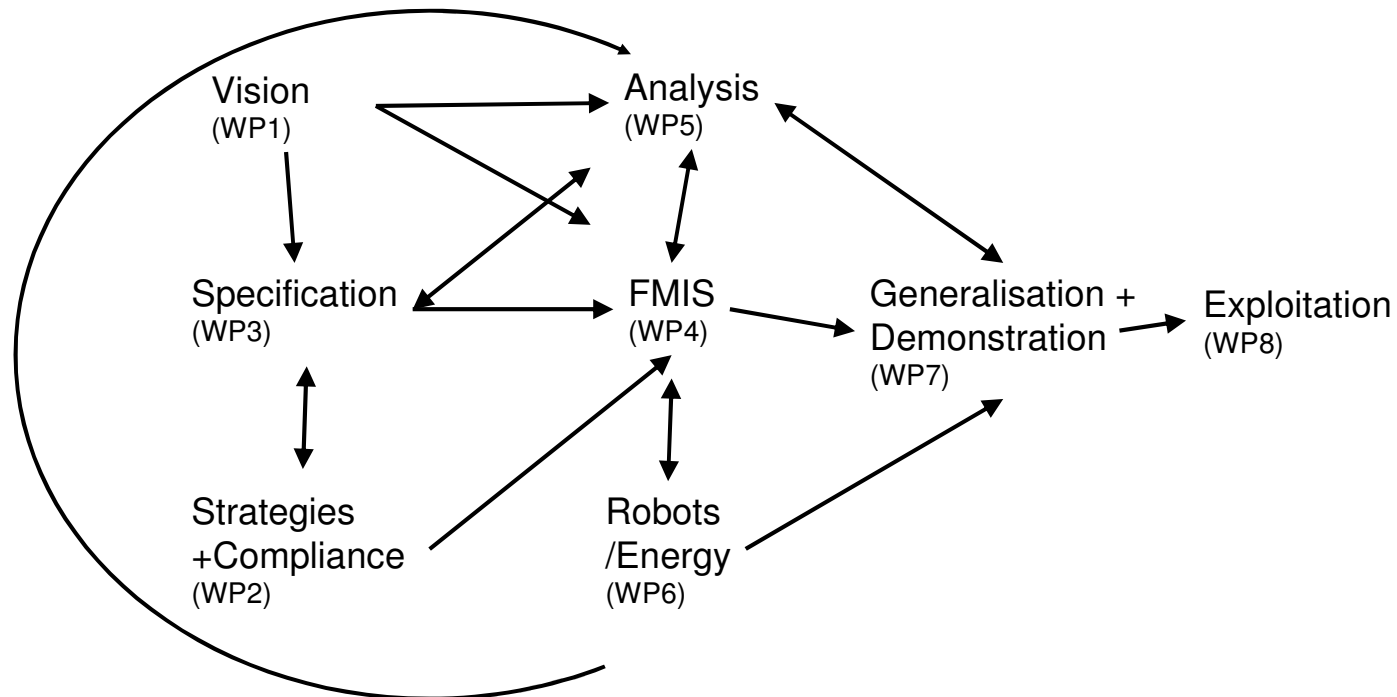 Vision
(WP1)
Analysis
(WP5)
Specification
(WP3)
FMIS
(WP4)
Generalisation +
Demonstration
(WP7)
Exploitation
(WP8)
Strategies
+Compliance
(WP2)
Robots
/Energy
(WP6)